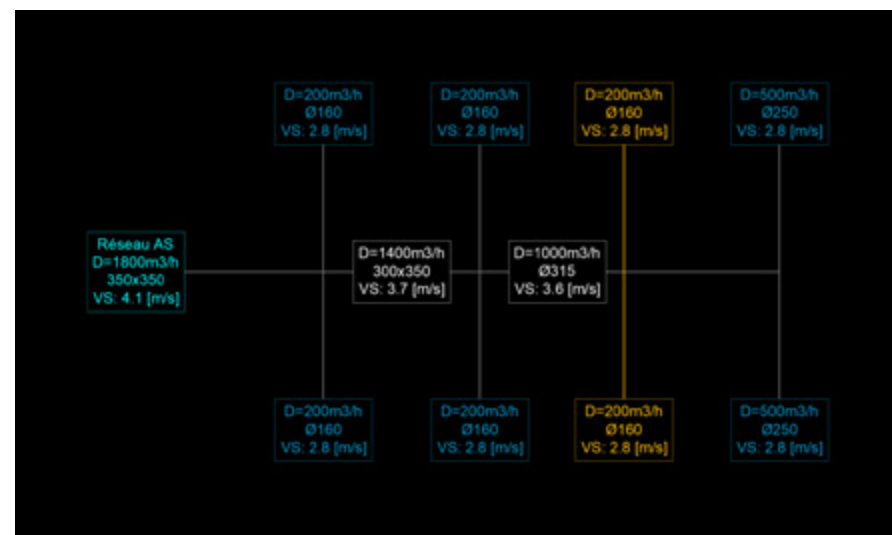 D=200m3/h
Ø160
VS: 2.8 [m/s]
D=200m3/h
Ø160
VS: 2.8 [m/s]
D=200m3/h
Ø160
VS: 2.8 [m/s]
D=500m3/h
Ø250
VS: 2.8 [m/s]
Réseau AS
D=1800m3/h
350x350
VS: 4.1 [m/s]
D=1400m3/h
300x350
VS: 3.7 [m/s]
D=1000m3/h
Ø315
VS: 3.6 [m/s]
D=200m3/h
Ø160
VS: 2.8 [m/s]
D=200m3/h
Ø160
VS: 2.8 [m/s]
D=200m3/h
Ø160
VS: 2.8 [m/s]
D=500m3/h
Ø250
VS: 2.8 [m/s]